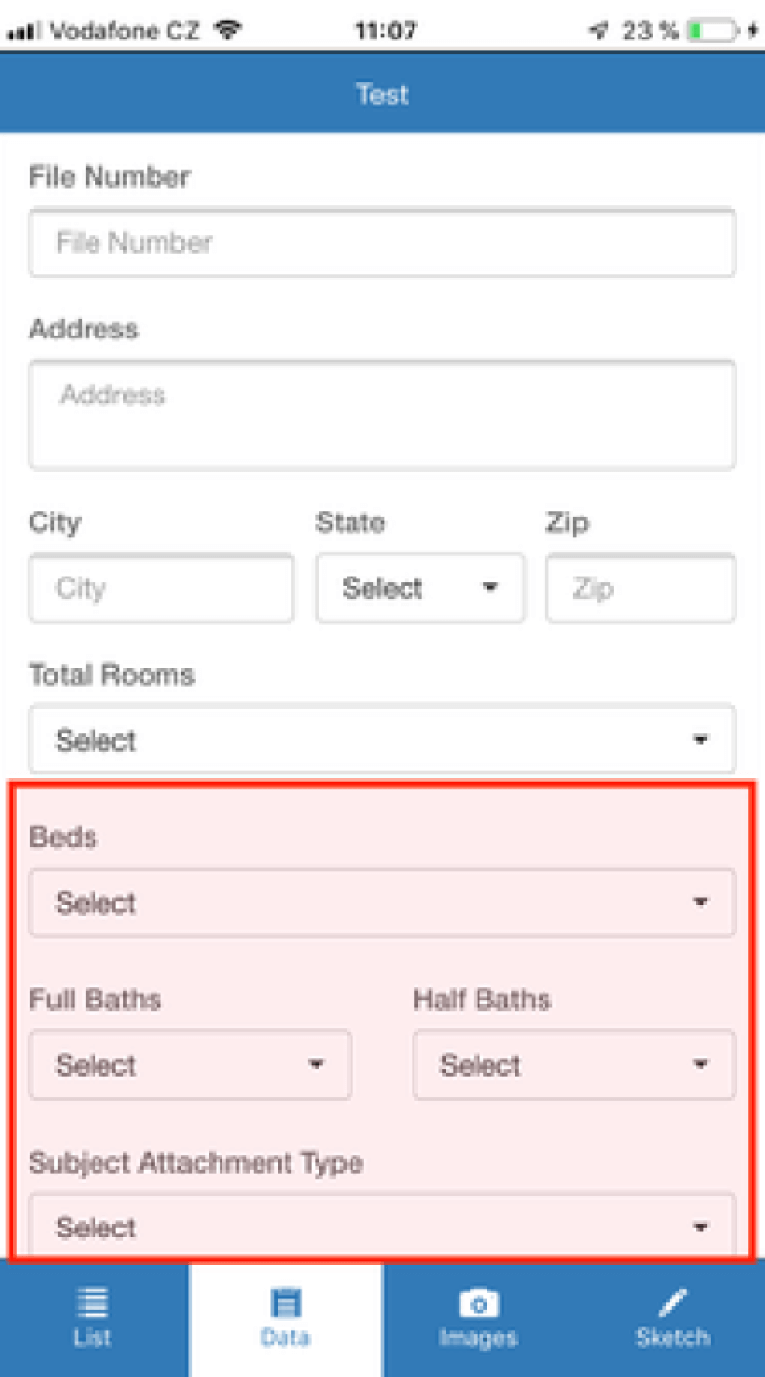 Vodafone CZ 11:07 23 %
Test
File Number
File Number
Address
Address
City State Zip
City Select Zip
Total Rooms
Select
Beds
Select
Full Baths Half Baths
Select Select
Subject Attachment Type
Select
List Data Images Sketch